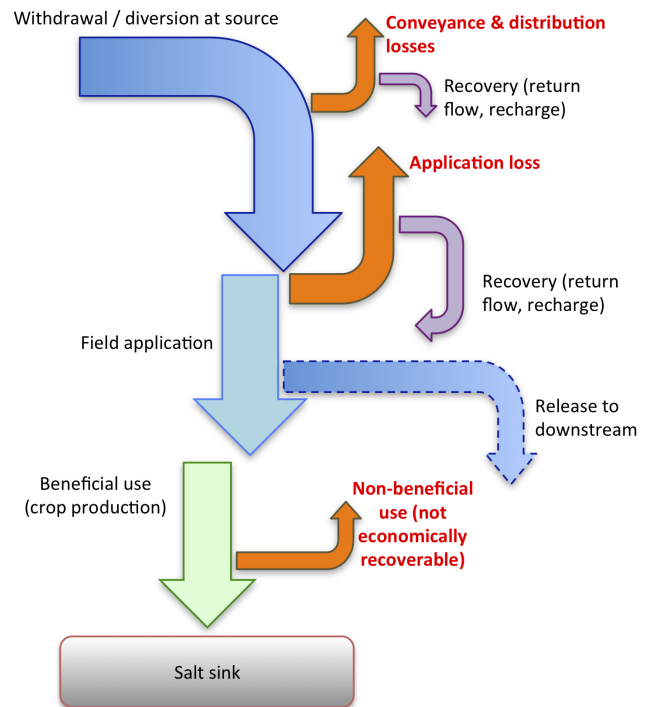 Withdrawal / diversion at source
Conveyance & distribution
losses
Recovery (return
flow, recharge)
Application loss
Recovery (return
flow, recharge)
Field application
Release to
downstream
Beneficial use
(crop production)
Non-beneficial
use (not
economically
recoverable)
Salt sink